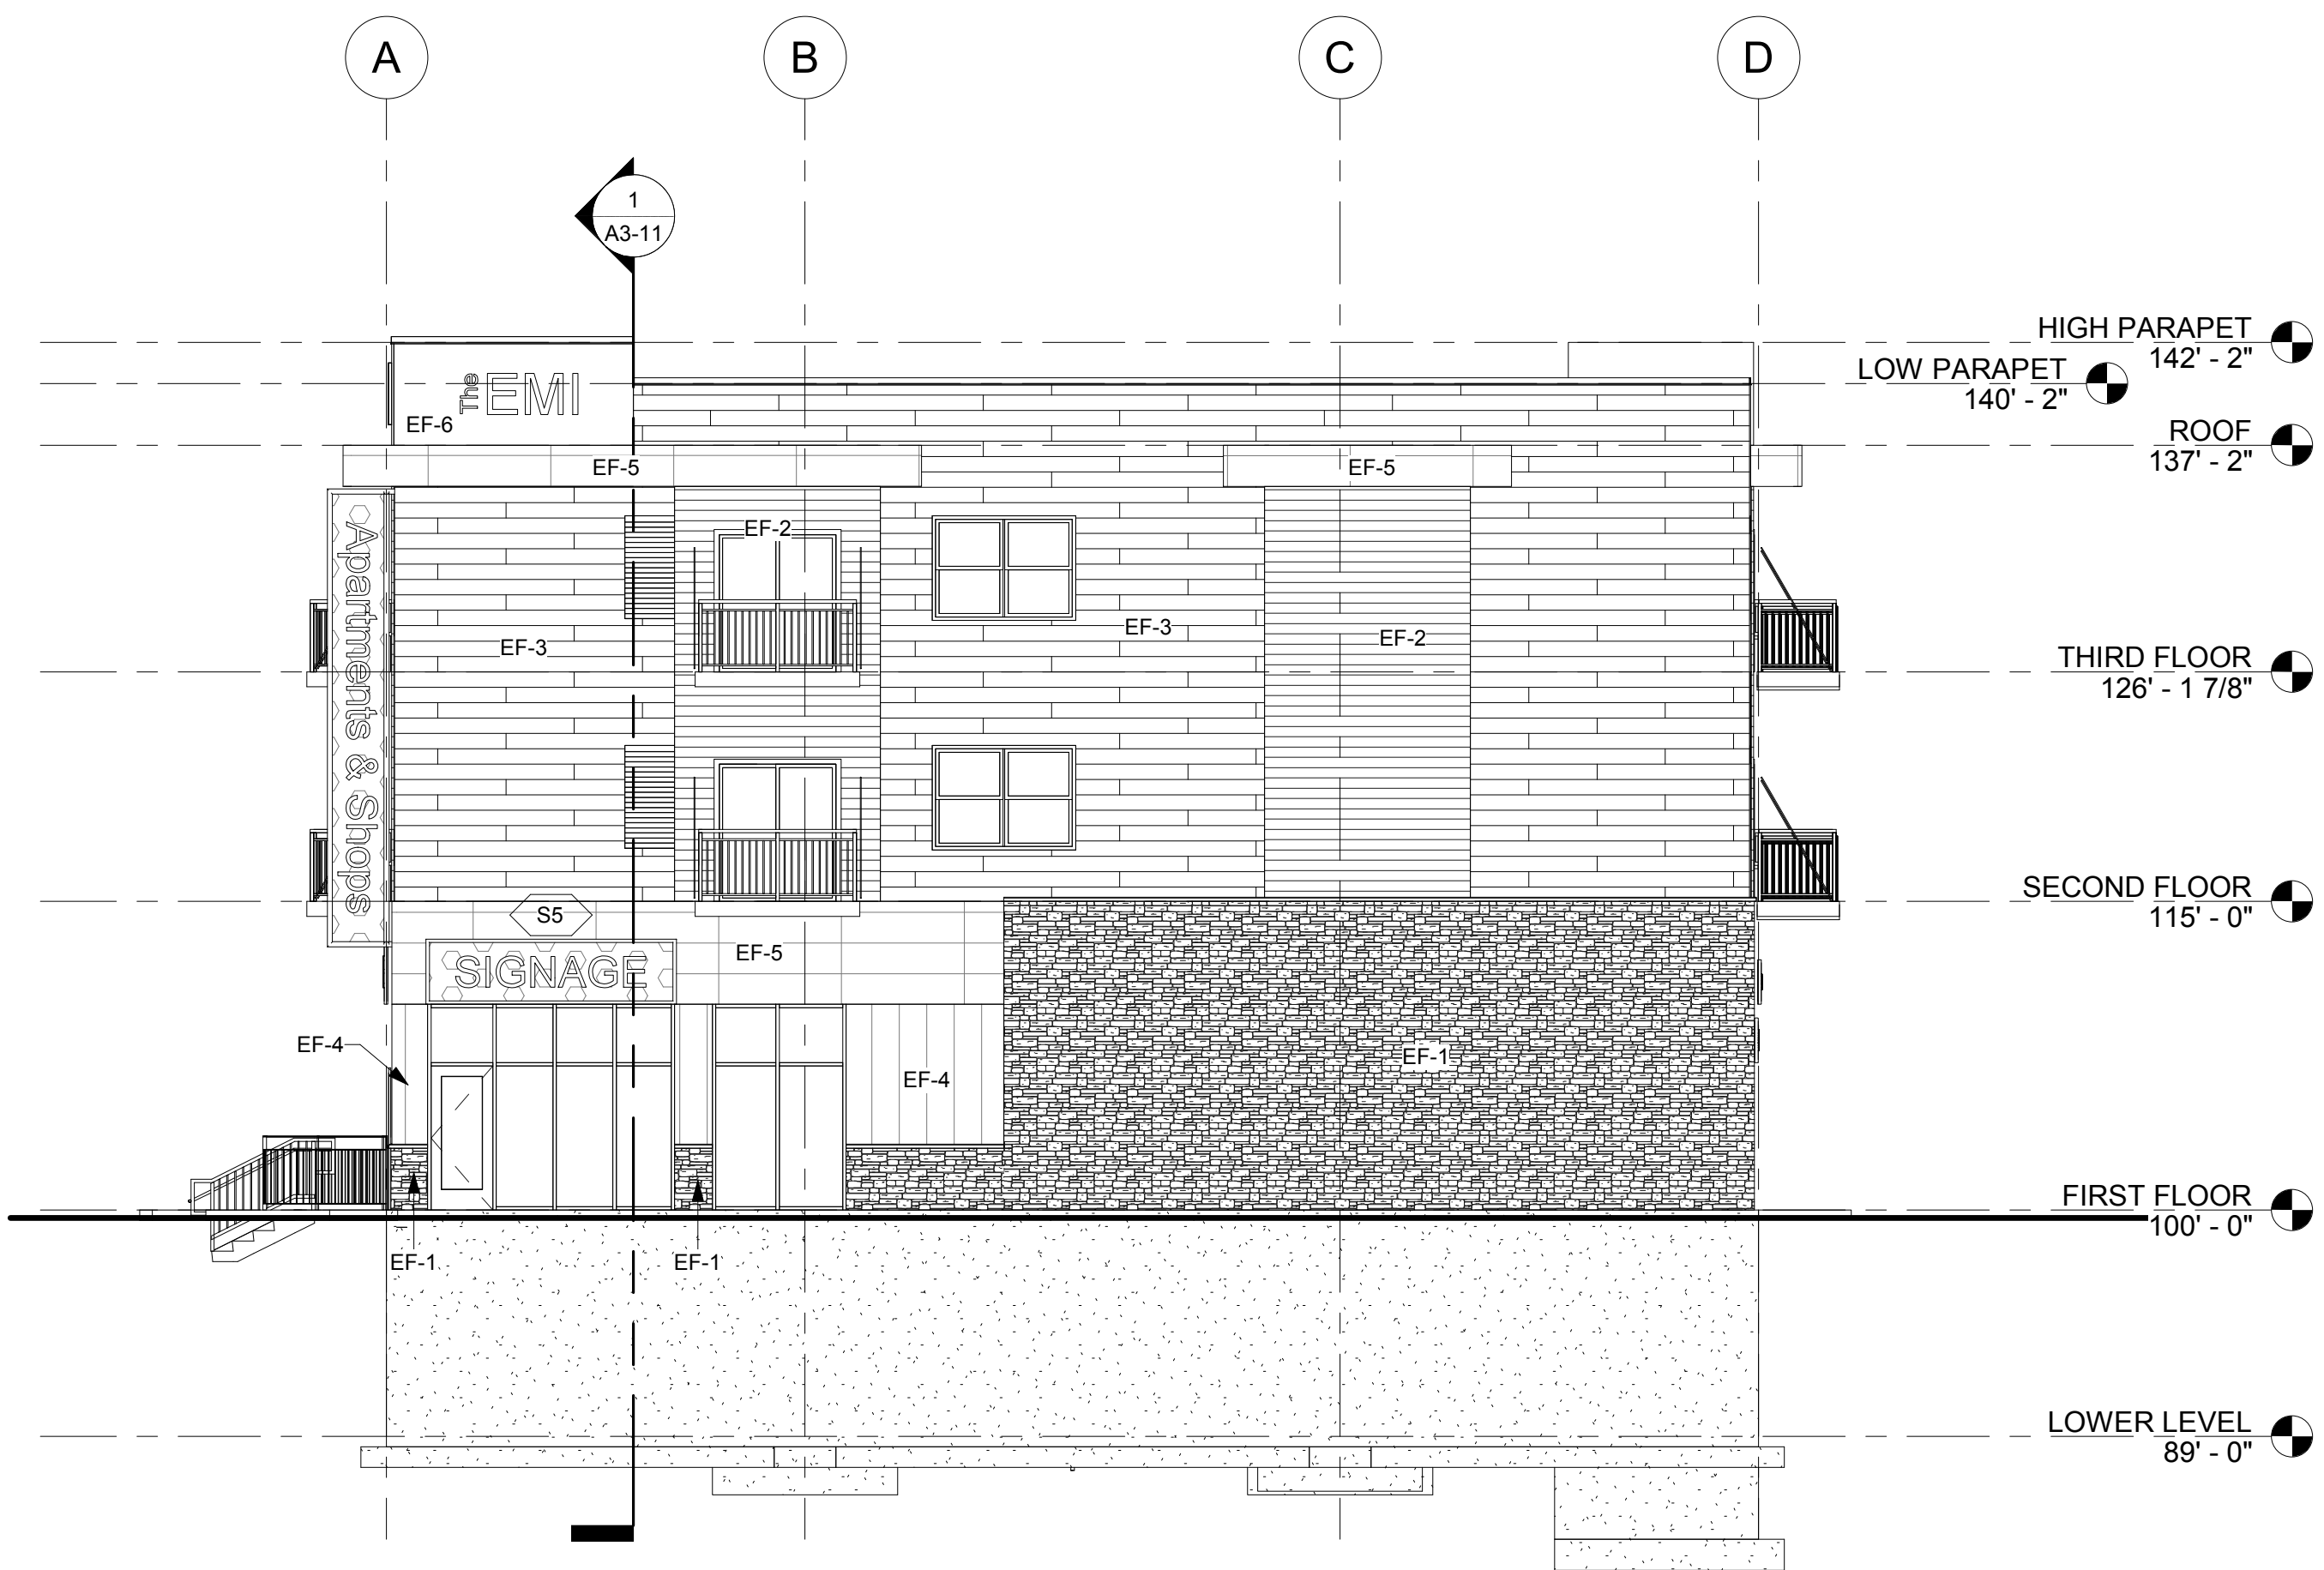 A
B
C
D
1
A3-11
HIGH PARAPET
142' - 2"
LOW PARAPET
140' - 2"
The EMI
EF-6
ROOF
137' - 2"
EF-5
EF-5
Apartments & Shops
EF-2
EF-3
EF-3
EF-2
THIRD FLOOR
126' - 1 7/8"
SECOND FLOOR
115' - 0"
S5
EF-5
SIGNAGE
EF-4
EF-4
EF-1
FIRST FLOOR
100' - 0"
EF-1
EF-1
LOWER LEVEL
89' - 0"